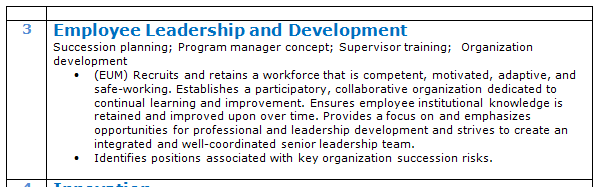 3 Employee Leadership and Development
Succession planning; Program manager concept; Supervisor training;  Organization
development
• (EUM) Recruits and retains a workforce that is competent, motivated, adaptive, and
safe-working. Establishes a participatory, collaborative organization dedicated to
continual learning and improvement. Ensures employee institutional knowledge is
retained and improved upon over time. Provides a focus on and emphasizes
opportunities for professional and leadership development and strives to create an
integrated and well-coordinated senior leadership team.
• Identifies positions associated with key organization succession risks.
4 Innovation